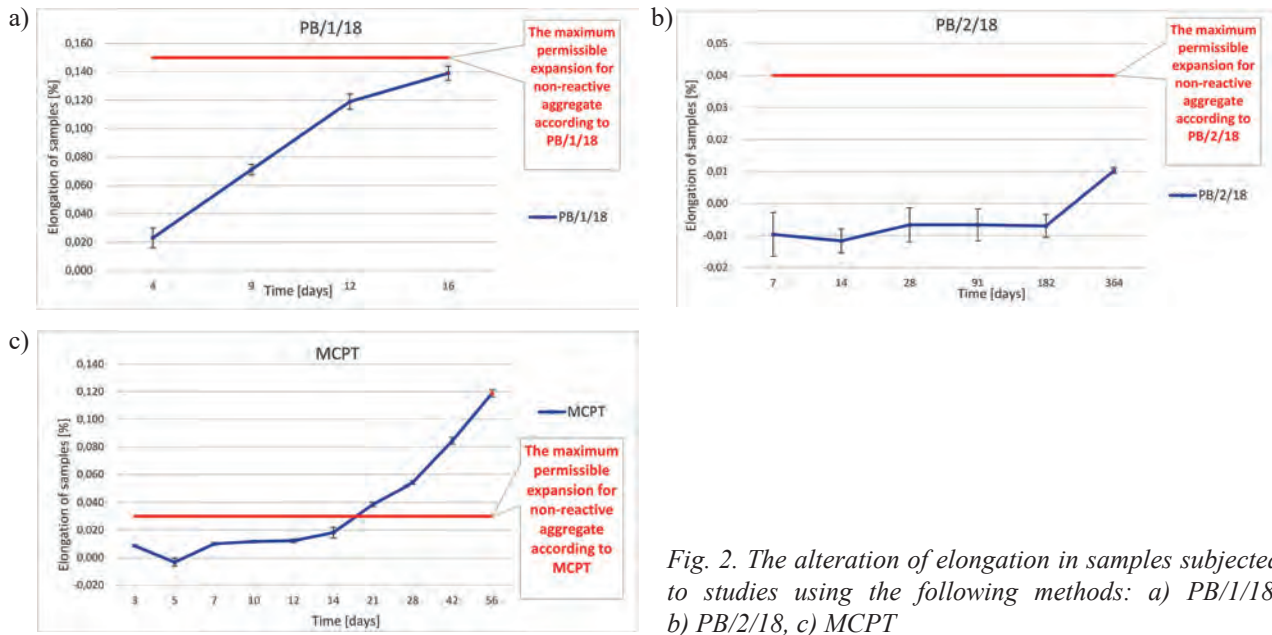 a)
PB/1/18
0,160
0,140
0,120
0,100
0,080
0,060
0,040
0,020
0,000
Elongation of samples [%]
4
9
12
16
Time [days]
The maximum
permissible
expansion for
non-reactive
aggregate
according to
PB/1/18
PB/1/18
b)
PB/2/18
0,05
0,04
0,03
0,02
0,01
0,00
-0,01
-0,02
Elongation of samples [%]
7
14
28
91
182
364
Time [days]
The maximum
permissible
expansion for
non-reactive
aggregate
according to
PB/2/18
PB/2/18
c)
MCPT
0,140
0,120
0,100
0,080
0,060
0,040
0,020
0,000
-0,020
Elongation of samples [%]
3
5
7
10
12
14
21
28
42
56
Time [days]
MCPT
The maximum
permissible
expansion for
non-reactive
aggregate
according to
MCPT
Fig. 2. The alteration of elongation in samples subjected
to studies using the following methods: a) PB/1/18
b) PB/2/18, c) MCPT